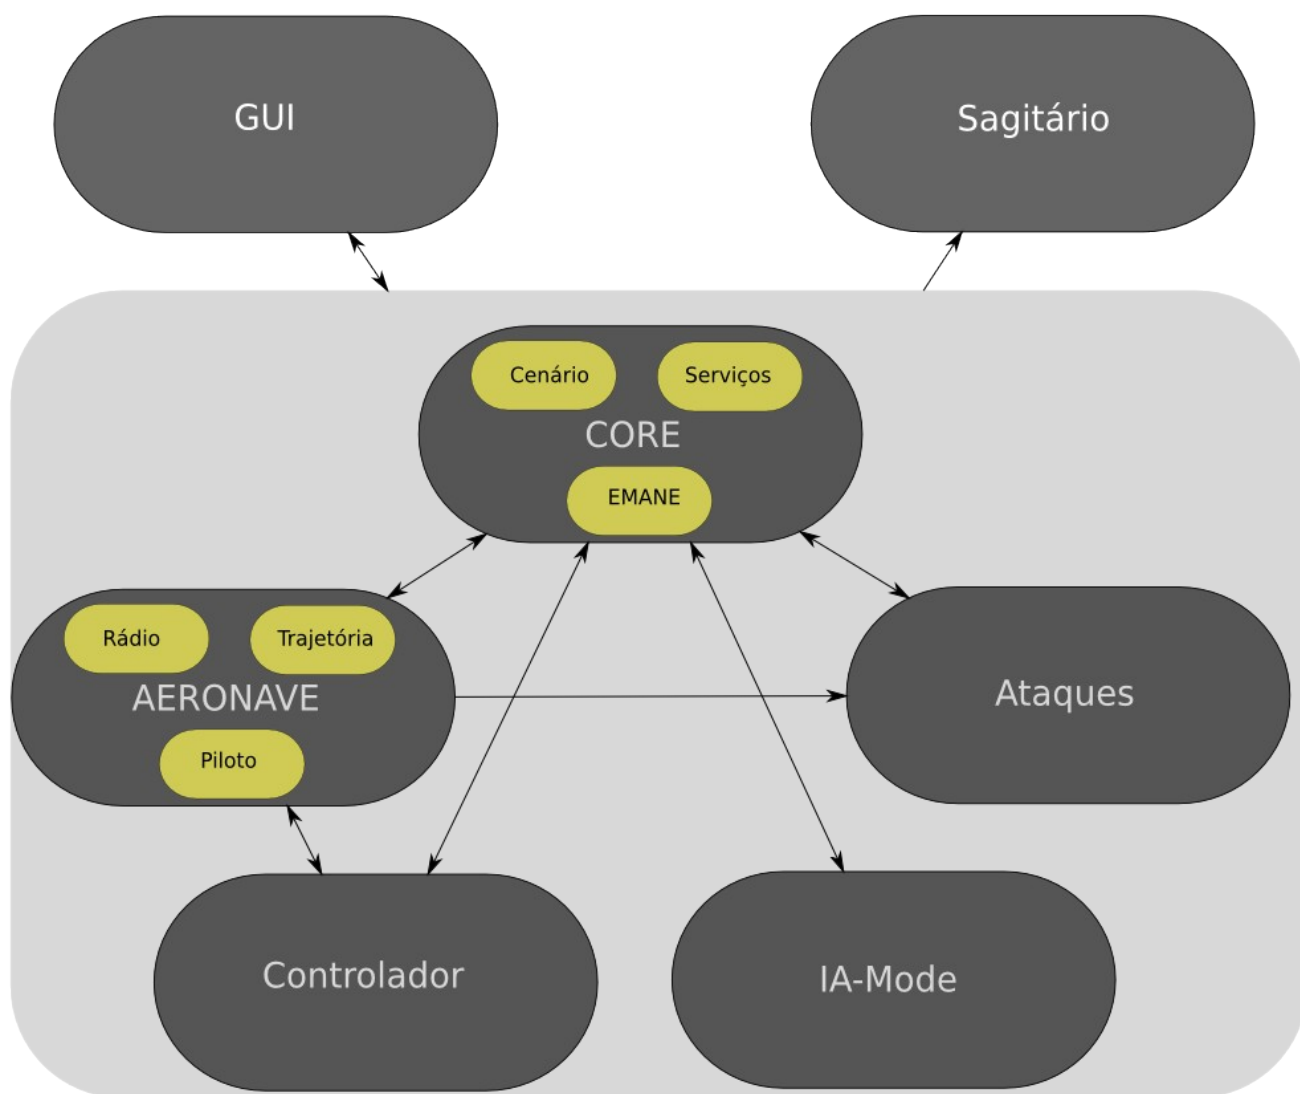 GUI
Sagitário
Cenário
Serviços
CORE
EMANE
Rádio
Trajetória
AERONAVE
Piloto
Ataques
Controlador
IA-Mode